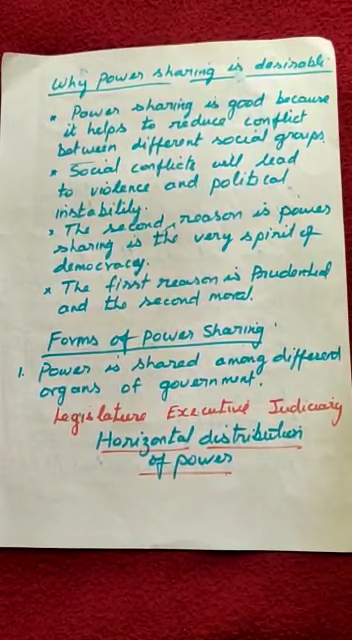 Why Power sharing is desirable
* Power sharing is good because
it helps to reduce conflict
between different social groups.
* Social conflicts will lead
to violence and political
instability.
* The second reason is power
sharing is the very spirit of
democracy.
* The first reason is Prudential
and the second moral.
Forms of Power Sharing
1. Power is shared among different
organs of government.
Legislature Executive Judiciary
Horizontal distribution
of power